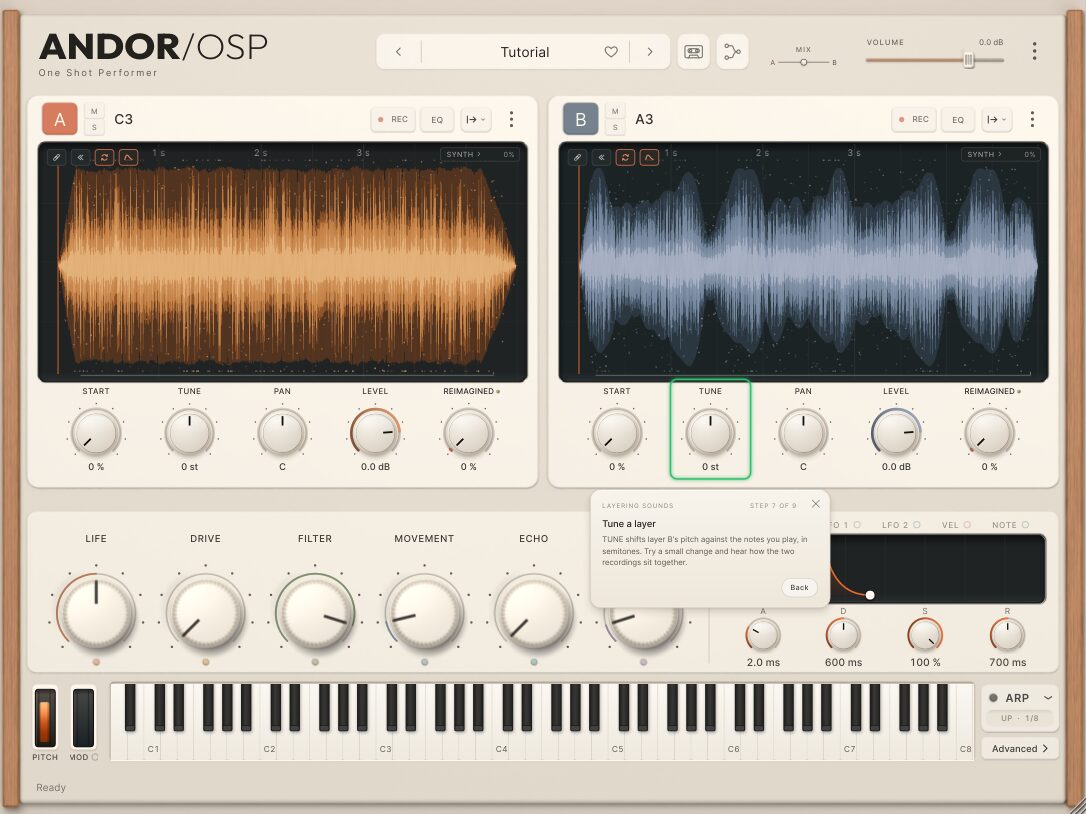 ANDOR/OSP
One Shot Performer
Tutorial
MIX
A B
VOLUME 0.0 dB
A M S C3 REC EQ
1 s 2 s 3 s SYNTH 0%
START TUNE PAN LEVEL REIMAGINED
0 % 0 st C 0.0 dB 0 %
B M S A3 REC EQ
1 s 2 s 3 s SYNTH 0%
START TUNE PAN LEVEL REIMAGINED
0 % 0 st C 0.0 dB 0 %
LAYERING SOUNDS STEP 7 OF 9
Tune a layer
TUNE shifts layer B's pitch against the notes you play, in
semitones. Try a small change and hear how the two
recordings sit together.
Back
LIFE DRIVE FILTER MOVEMENT ECHO
FO 1 LFO 2 VEL NOTE
A D S R
2.0 ms 600 ms 100 % 700 ms
PITCH MOD
C1 C2 C3 C4 C5 C6 C7 C8
ARP
UP · 1/8
Advanced
Ready